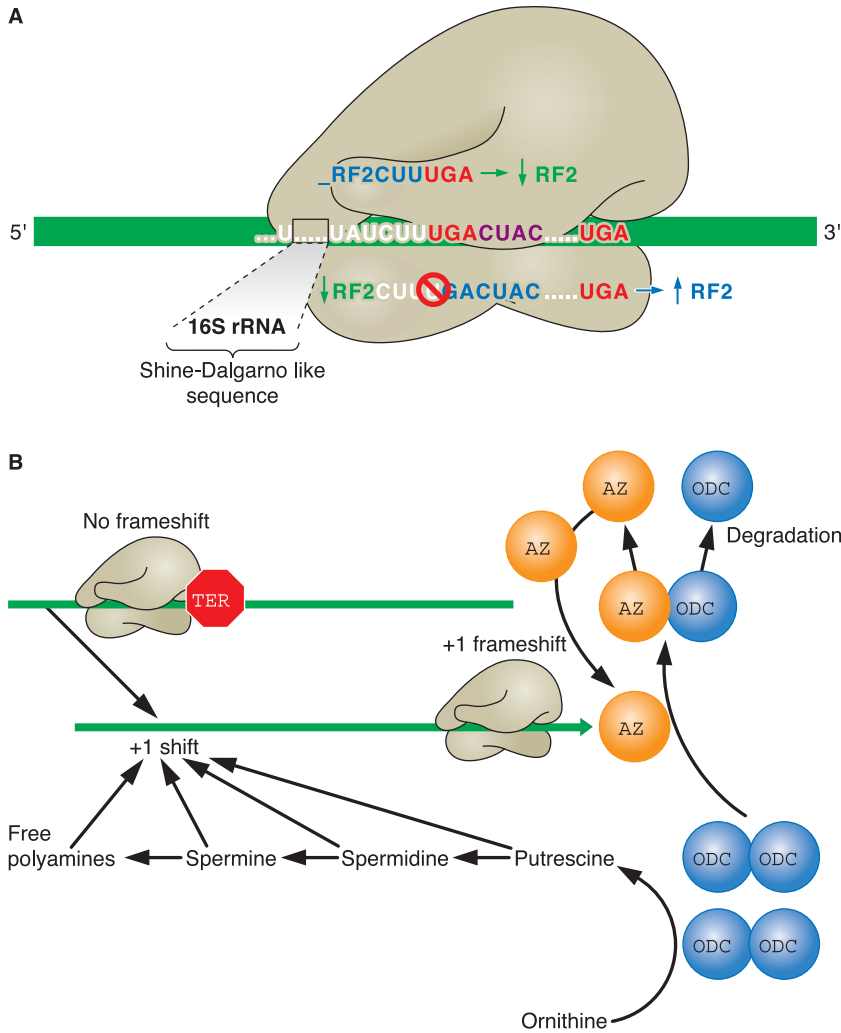 A
_RF2CUUUGA → ↓ RF2
5'
...U.....UAUCUUUGACUAC.....UGA
3'
↓RF2CUUUGACUAC.....UGA → ↑ RF2
16S rRNA
Shine-Dalgarno like
sequence
B
No frameshift
TER
AZ
AZ
ODC
Degradation
AZ
ODC
+1 frameshift
AZ
+1 shift
Free
polyamines
Spermine
Spermidine
Putrescine
ODC
ODC
ODC
ODC
Ornithine